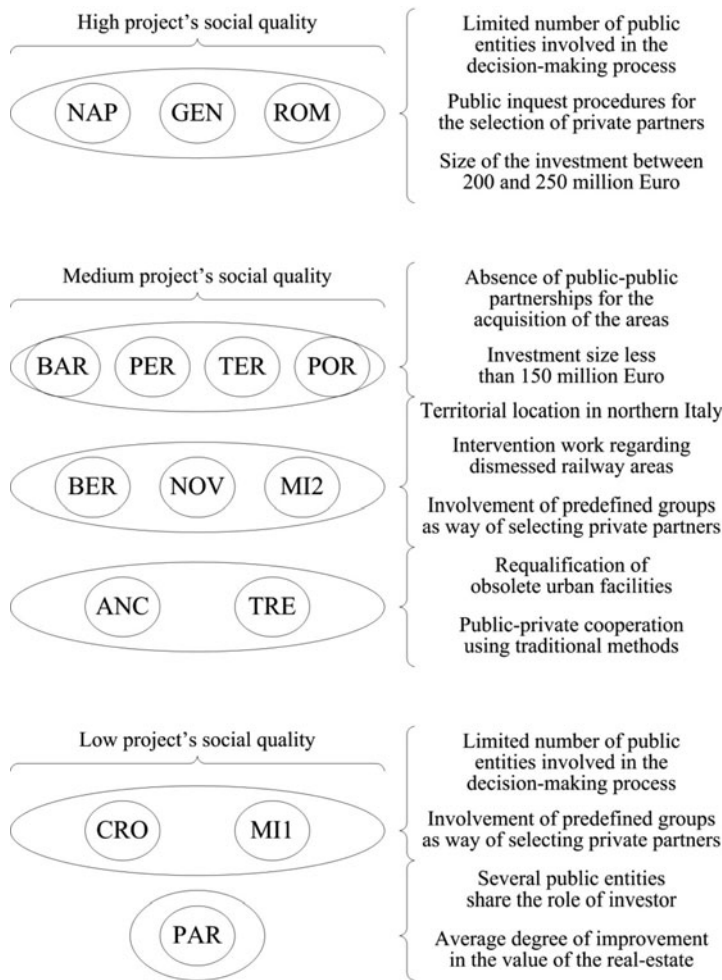 High project's social quality
NAP GEN ROM
Limited number of public
entities involved in the
decision-making process
Public inquest procedures for
the selection of private partners
Size of the investment between
200 and 250 million Euro
Medium project's social quality
BAR PER TER POR
Absence of public-public
partnerships for the
acquisition of the areas
Investment size less
than 150 million Euro
BER NOV MI2
Territorial location in northern Italy
Intervention work regarding
dismessed railway areas
Involvement of predefined groups
as way of selecting private partners
ANC TRE
Requalification of
obsolete urban facilities
Public-private cooperation
using traditional methods
Low project's social quality
CRO MI1
Limited number of public
entities involved in the
decision-making process
Involvement of predefined groups
as way of selecting private partners
PAR
Several public entities
share the role of investor
Average degree of improvement
in the value of the real-estate